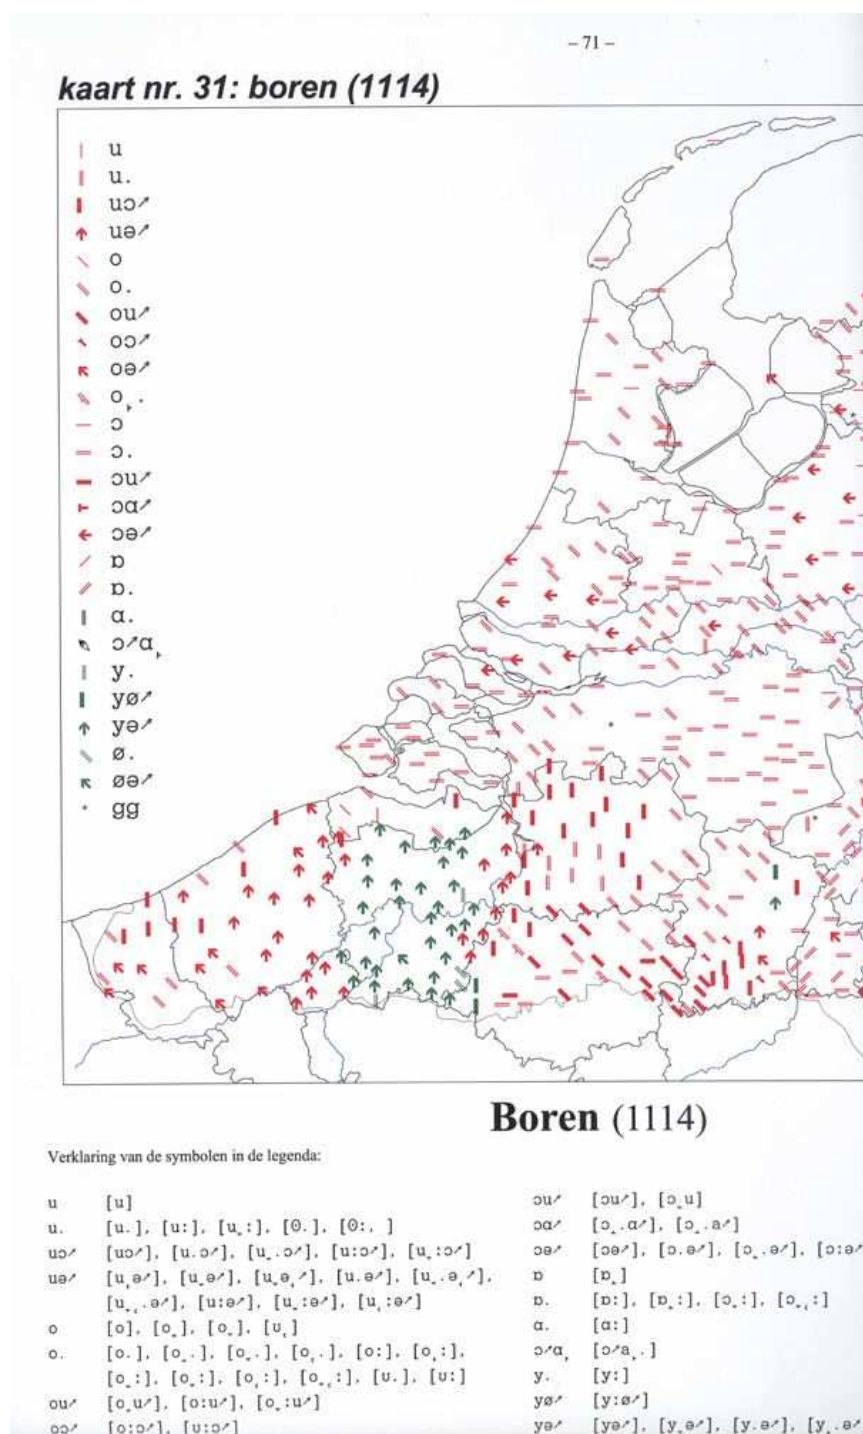 – 71 –
kaart nr. 31: boren (1114)
u
u.
uɔ↗
uə↗
o
o.
ou↗
oɔ↗
oə↗
o˖.
ɔ
ɔ.
ɔu↗
ɔɑ↗
ɔə↗
ɒ
ɒ.
ɑ.
ɔ↗ɑ˖
y.
yø↗
yə↗
ø.
øə↗
gg
Boren (1114)
Verklaring van de symbolen in de legenda:
u [u]
u. [u.], [u:],
uɔ↗ [uɔ↗], [u.ɔ↗], [u:ɔ↗],
uə↗ [u.ə↗],
[u:ə↗],
o [o],
o. [o.], [o:],
[ʊ.], [ʊ:]
ou↗ [o:u↗],
oɔ↗ [o:ɔ↗], [ʊ:ɔ↗]
ɔu↗ [ɔu↗],
ɔɑ↗
ɔə↗ [ɔə↗], [ɔ.ə↗],
ɒ
ɒ. [ɒ:],
ɑ. [ɑ:]
ɔ↗ɑ˖
y. [y:]
yø↗ [y:ø↗]
yə↗ [yə↗], [y.ə↗],